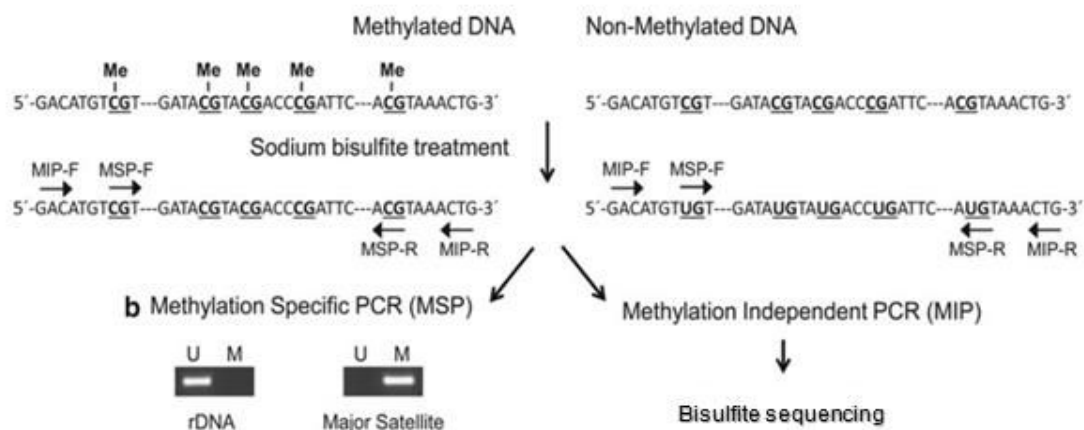 Methylated DNA
Non-Methylated DNA
Me Me Me Me Me
5´-GACATGTCGT---GATACGTACGACCCGATTC---ACGTAAACTG-3´
5´-GACATGTCGT---GATACGTACGACCCGATTC---ACGTAAACTG-3´
Sodium bisulfite treatment
MIP-F MSP-F
MIP-F MSP-F
5´-GACATGTCGT---GATACGTACGACCCGATTC---ACGTAAACTG-3´
5´-GACATGTUGT---GATAUGTAUGACCUGATTC---AUGTAAACTG-3´
MSP-R MIP-R
MSP-R MIP-R
b Methylation Specific PCR (MSP)
Methylation Independent PCR (MIP)
U M
U M
rDNA
Major Satellite
Bisulfite sequencing